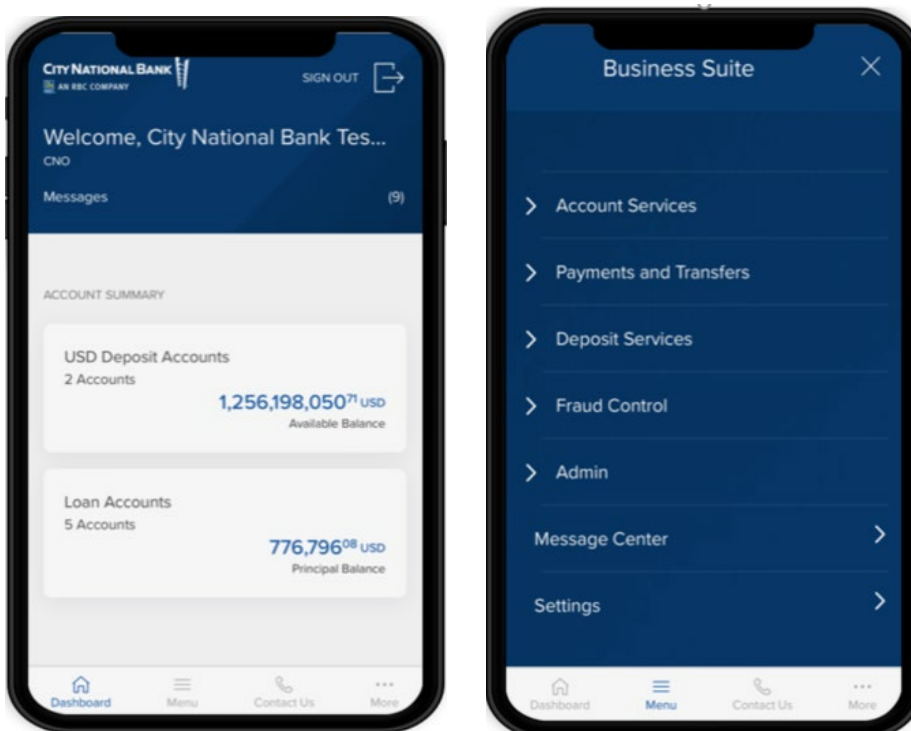 CITY NATIONAL BANK
AN RBC COMPANY
SIGN OUT
Welcome, City National Bank Tes...
CNO
Messages (9)
ACCOUNT SUMMARY
USD Deposit Accounts
2 Accounts
1,256,198,050⁷¹ USD
Available Balance
Loan Accounts
5 Accounts
776,796⁰⁸ USD
Principal Balance
Dashboard Menu Contact Us More
Business Suite
Account Services
Payments and Transfers
Deposit Services
Fraud Control
Admin
Message Center
Settings
Dashboard Menu Contact Us More